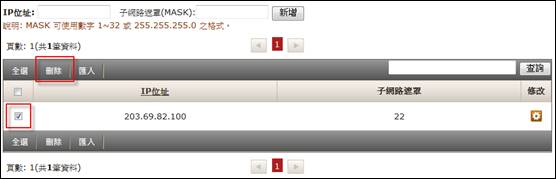 IP位址: 子網路遮罩(MASK): 新增
說明: MASK 可使用數字 1~32 或 255.255.255.0 之格式。
頁數: 1(共1筆資料) 1
全選 刪除 匯入 查詢
IP位址 子網路遮罩 修改
203.69.82.100 22
全選 刪除 匯入
頁數: 1(共1筆資料) 1